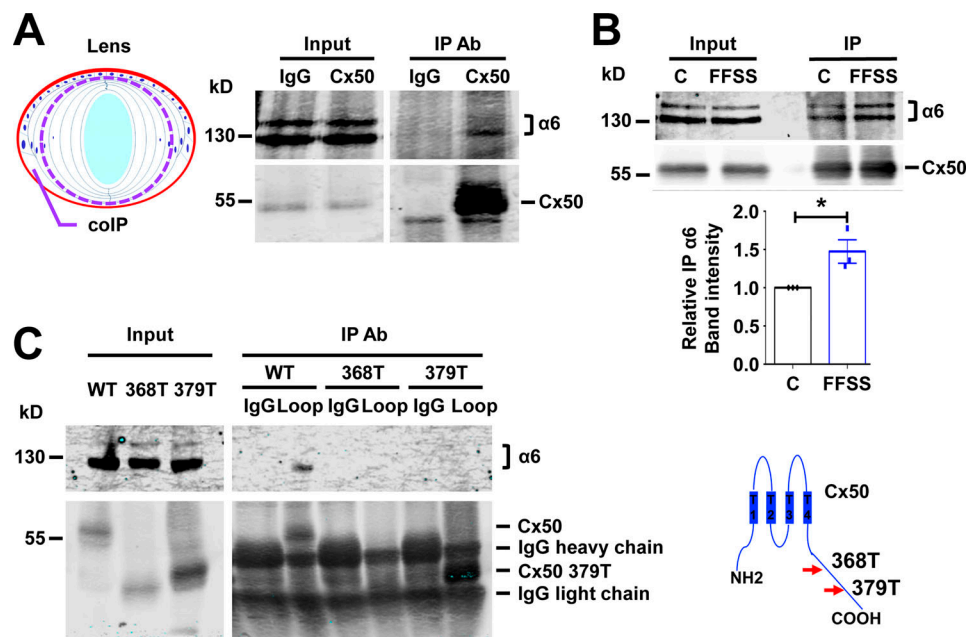 A
Lens
coIP
Input IP Ab
kD IgG Cx50 IgG Cx50
130
α6
55
Cx50
B
Input IP
kD C FFSS C FFSS
130
α6
55
Cx50
Relative IP α6
Band intensity
2.0
*
1.5
1.0
0.5
0.0
C FFSS
C
Input IP Ab
WT 368T 379T WT 368T 379T
kD IgG Loop IgG Loop IgG Loop
130
α6
55
Cx50
IgG heavy chain
Cx50 379T
IgG light chain
Cx50
T1 T2 T3 T4
NH2
368T
379T
COOH